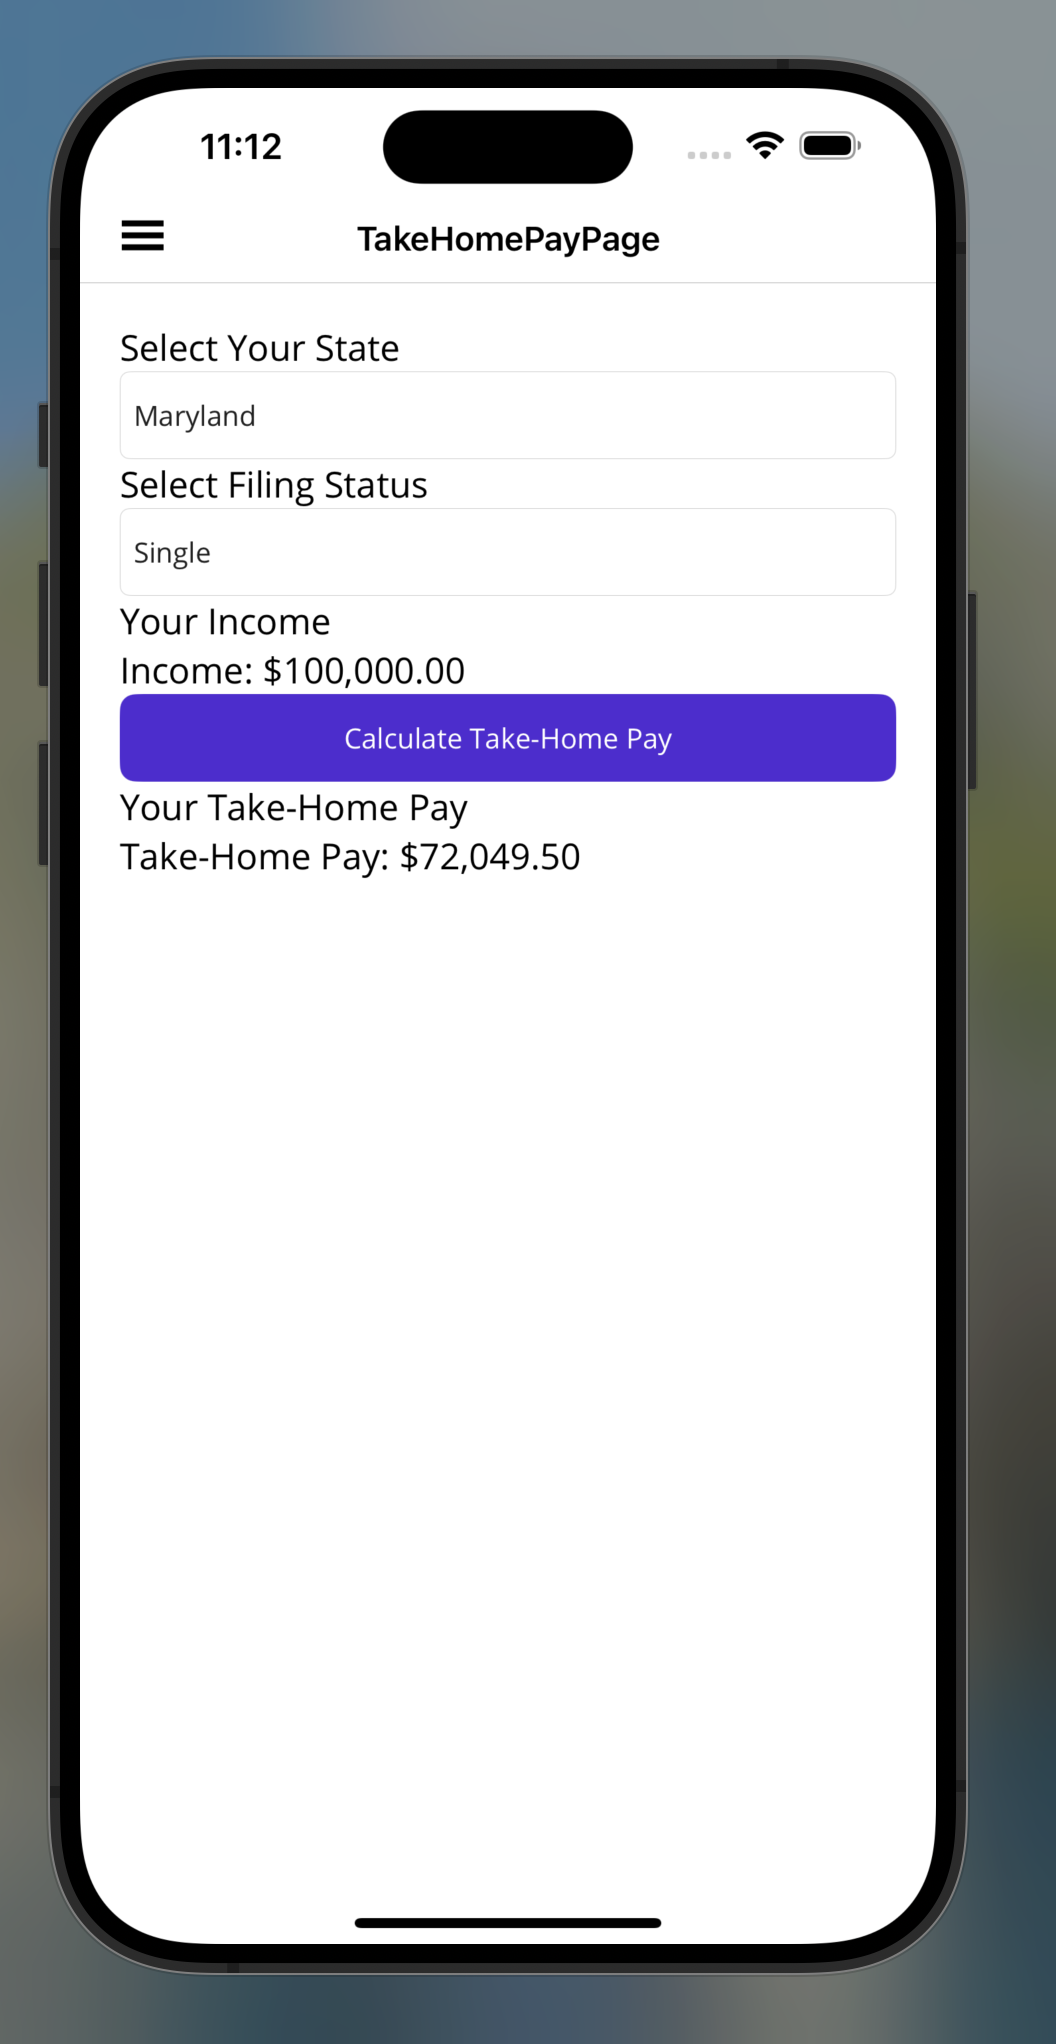 11:12
TakeHomePayPage
Select Your State
Maryland
Select Filing Status
Single
Your Income
Income: $100,000.00
Calculate Take-Home Pay
Your Take-Home Pay
Take-Home Pay: $72,049.50